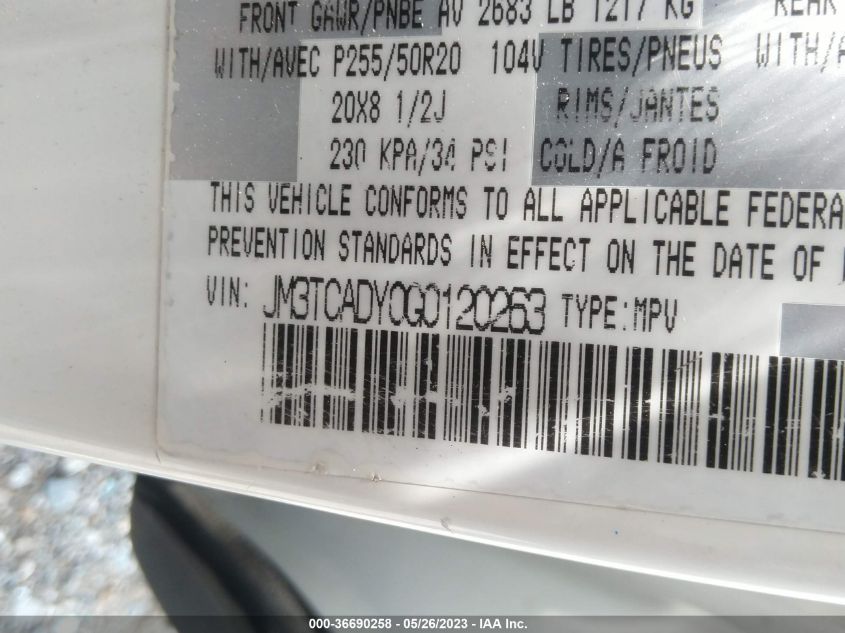 FRONT GAWR/PNBE AV 2683 LB 1217 KG REAR
WITH/AVEC P255/50R20 104V TIRES/PNEUS WITH/A
20X8 1/2J RIMS/JANTES
230 KPA/34 PSI COLD/A FROID
THIS VEHICLE CONFORMS TO ALL APPLICABLE FEDERA
PREVENTION STANDARDS IN EFFECT ON THE DATE OF
VIN: JM3TCADY0G0120263 TYPE:MPV
000-36690258 - 05/26/2023 - IAA Inc.